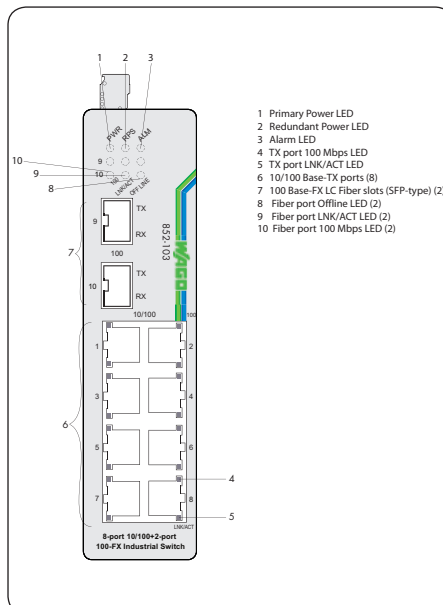 1 2 3
PWR RPS ALM
9
10
100 LNK/ACT OFF LINE
10
9
8
9 TX
RX
100
10 TX
RX
10/100 100
7
852-103
WAGO
1 2
3 4
5 6
7 8
6
4
5
LNK/ACT
8-port 10/100+2-port
100-FX Industrial Switch
1 Primary Power LED
2 Redundant Power LED
3 Alarm LED
4 TX port 100 Mbps LED
5 TX port LNK/ACT LED
6 10/100 Base-TX ports (8)
7 100 Base-FX LC Fiber slots (SFP-type) (2)
8 Fiber port Offline LED (2)
9 Fiber port LNK/ACT LED (2)
10 Fiber port 100 Mbps LED (2)